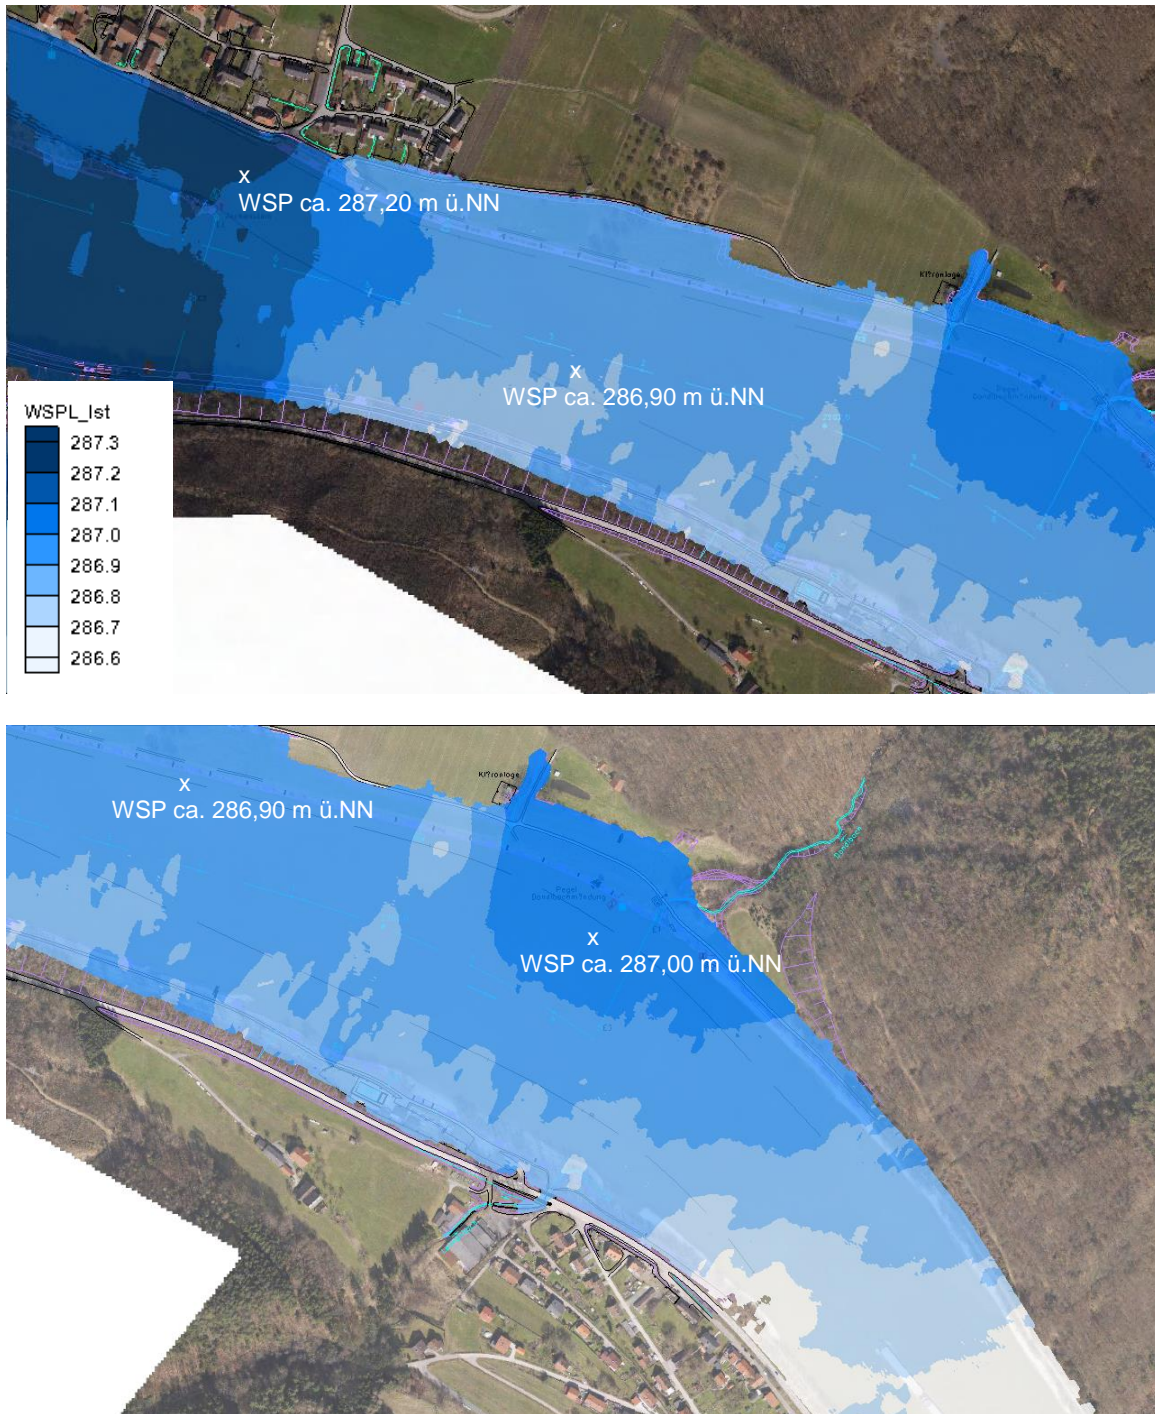 x
WSP ca. 287,20 m ü.NN
x
WSP ca. 286,90 m ü.NN
WSPL_Ist
287.3
287.2
287.1
287.0
286.9
286.8
286.7
286.6
x
WSP ca. 286,90 m ü.NN
Pegel
x
WSP ca. 287,00 m ü.NN